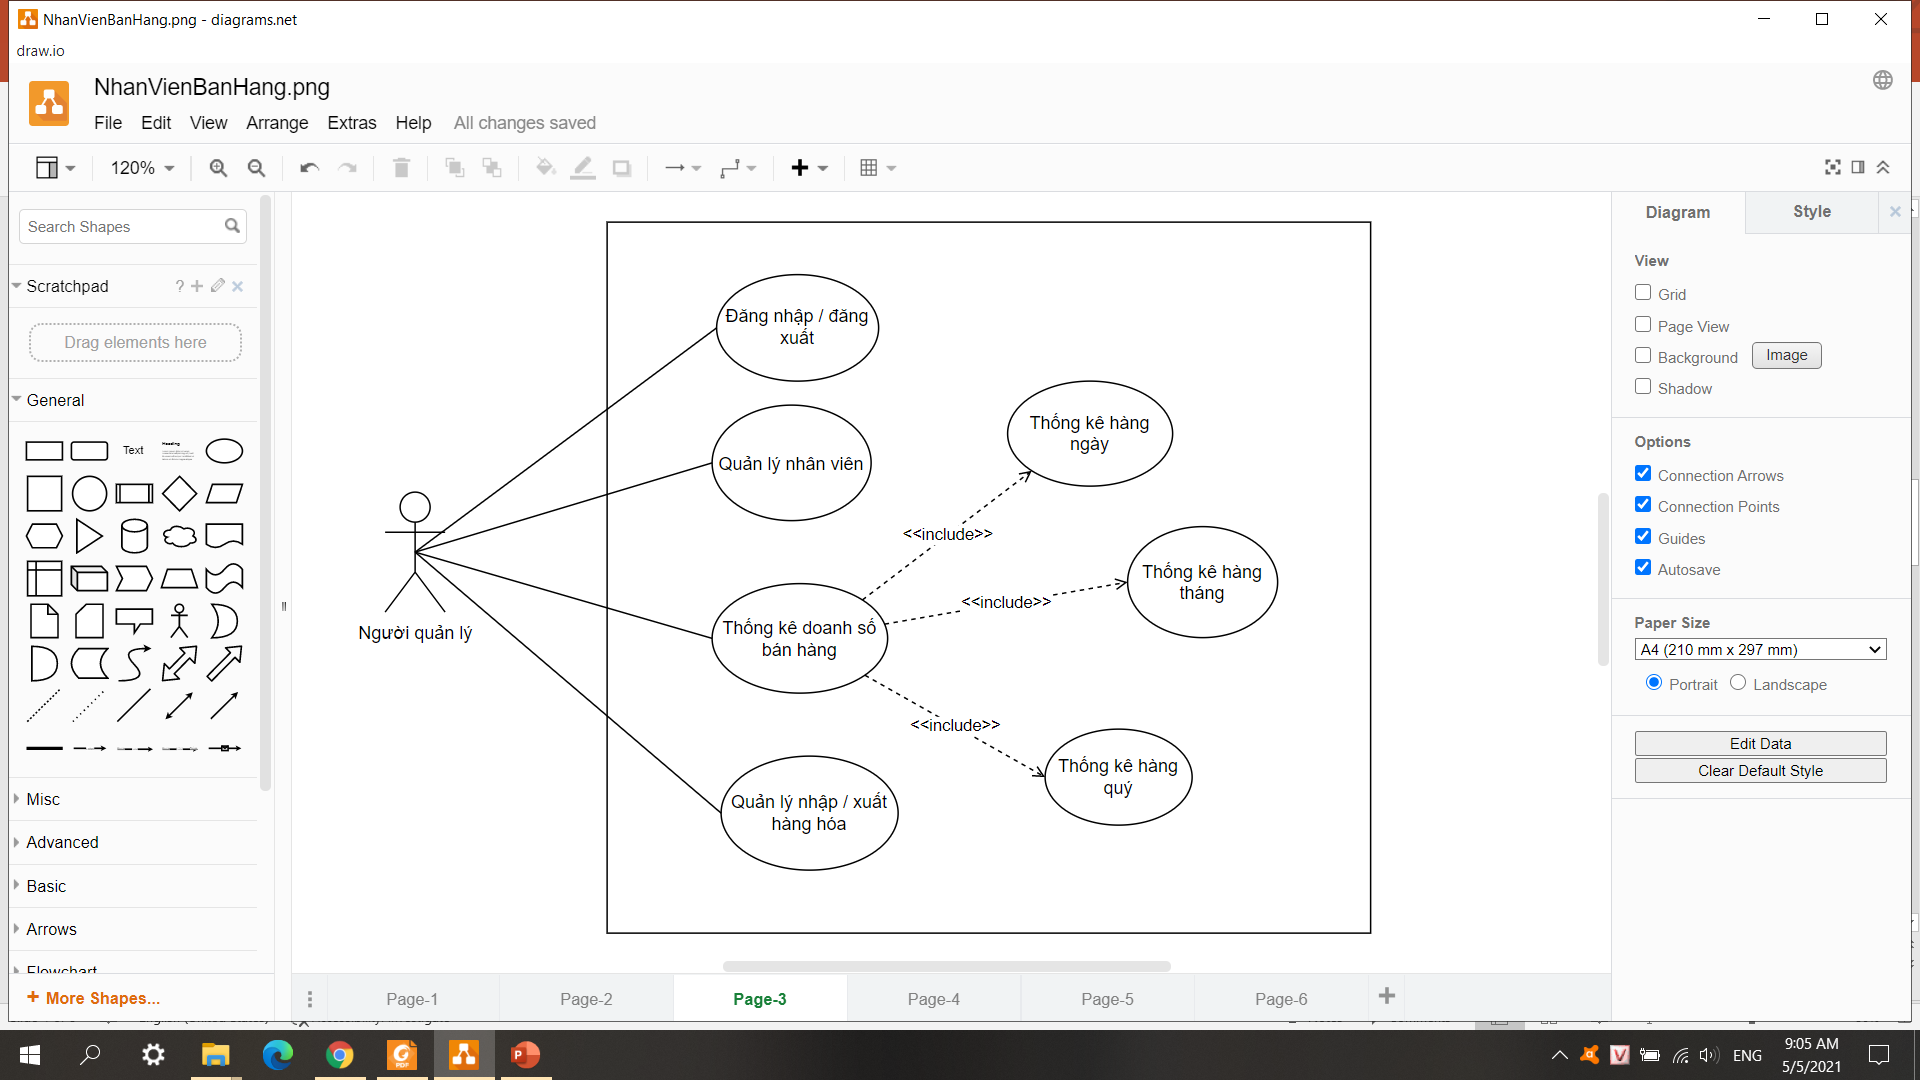 NhanVienBanHang.png - diagrams.net
draw.io
NhanVienBanHang.png
File Edit View Arrange Extras Help All changes saved
120%
Search Shapes
Scratchpad
?
Drag elements here
General
Text
Heading
Misc
Advanced
Basic
Arrows
Flowchart
+ More Shapes...
Đăng nhập / đăng
xuất
Quản lý nhân viên
Thống kê hàng
ngày
<<include>>
Thống kê hàng
tháng
<<include>>
Người quản lý
Thống kê doanh số
bán hàng
<<include>>
Thống kê hàng
quý
Quản lý nhập / xuất
hàng hóa
Page-1 Page-2 Page-3 Page-4 Page-5 Page-6
Diagram Style
View
Grid
Page View
Background Image
Shadow
Options
Connection Arrows
Connection Points
Guides
Autosave
Paper Size
A4 (210 mm x 297 mm)
Portrait Landscape
Edit Data
Clear Default Style
ENG
9:05 AM
5/5/2021